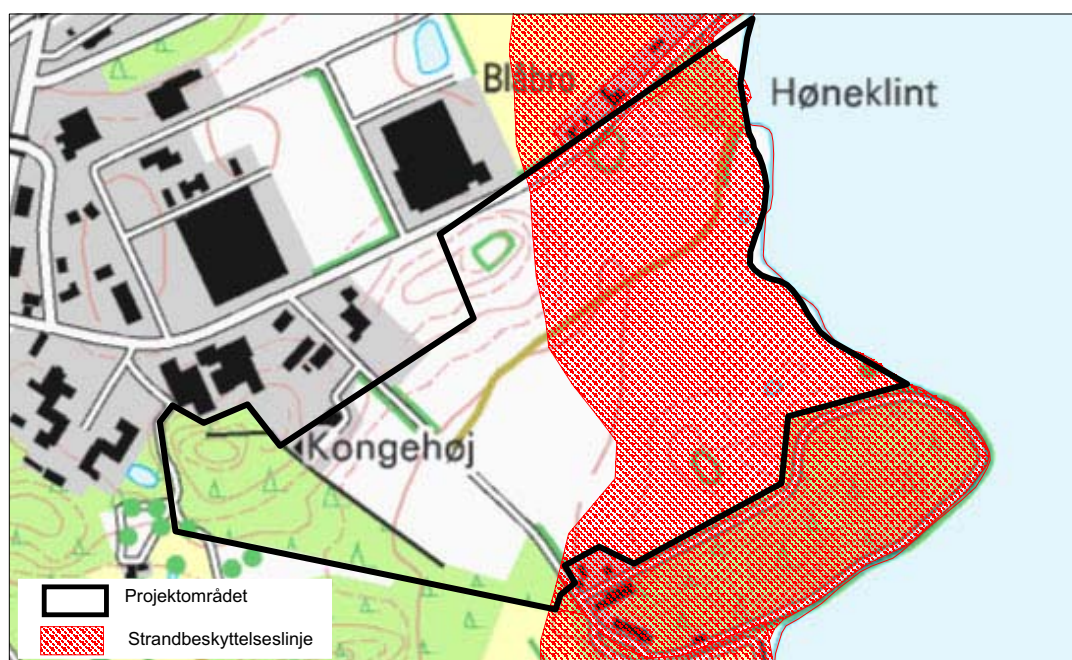 Blåbro
Høneklint
Kongehøj
Projektområdet
Strandbeskyttelseslinje